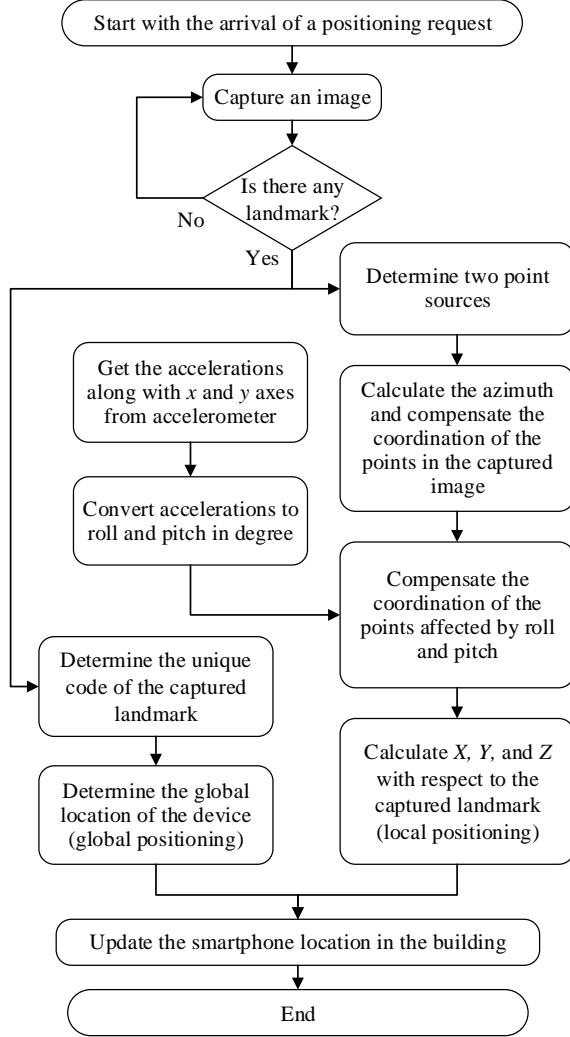 Start with the arrival of a positioning request
Capture an image
Is there any
landmark?
No
Yes
Determine two point
sources
Get the accelerations
along with x and y axes
from accelerometer
Calculate the azimuth
and compensate the
coordination of the
points in the captured
image
Convert accelerations to
roll and pitch in degree
Compensate the
coordination of the
points affected by roll
and pitch
Determine the unique
code of the captured
landmark
Calculate X, Y, and Z
with respect to the
captured landmark
(local positioning)
Determine the global
location of the device
(global positioning)
Update the smartphone location in the building
End